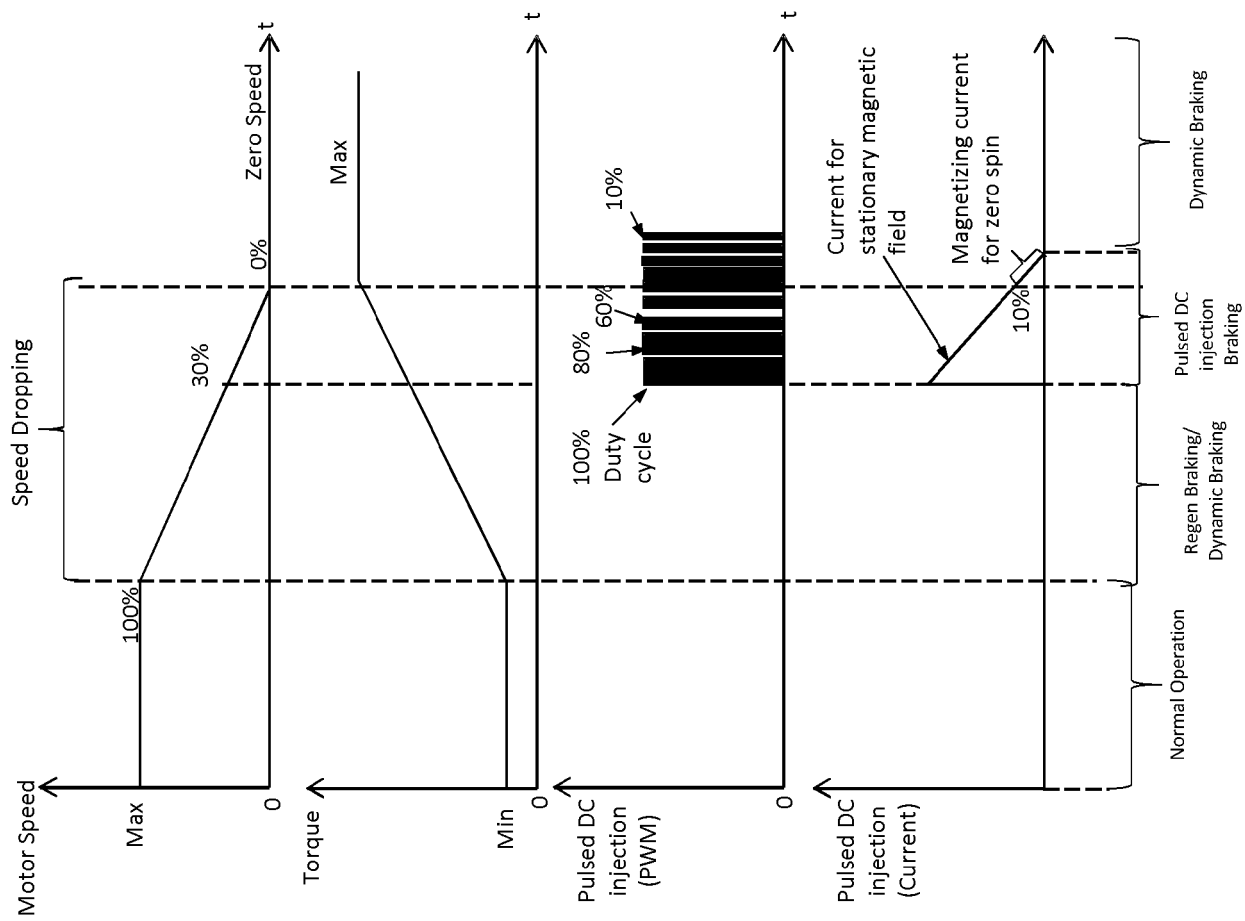 Speed Dropping
Motor Speed
Max
100%
30%
0%
Zero Speed
0
t
Torque
Min
Max
0
Pulsed DC
injection
(PWM)
100%
Duty
cycle
80%
60%
10%
0
t
Pulsed DC
injection
(Current)
Current for
stationary magnetic
field
Magnetizing current
for zero spin
10%
Normal Operation
Regen Braking/
Dynamic Braking
Pulsed DC
injection
Braking
Dynamic Braking